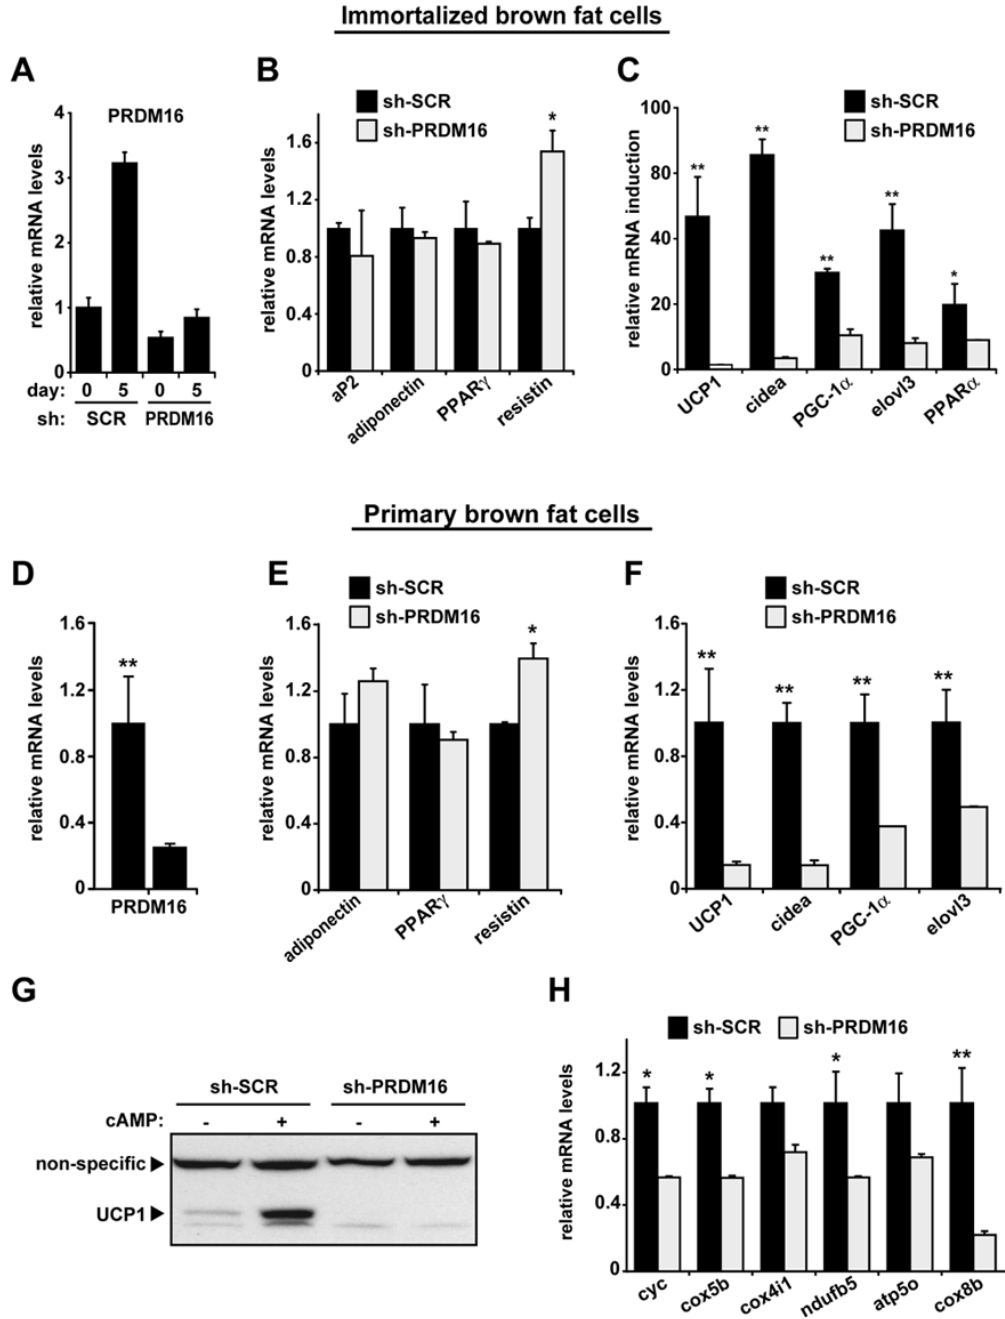 Immortalized brown fat cells
A
PRDM16
relative mRNA levels
4
3
2
1
0
day: 0 5 0 5
sh: SCR PRDM16
B
sh-SCR
sh-PRDM16
relative mRNA levels
1.6
1.2
0.8
0.4
0
*
aP2 adiponectin PPARγ resistin
C
sh-SCR
sh-PRDM16
relative mRNA induction
100
80
60
40
20
0
** ** ** ** *
UCP1 cidea PGC-1α elovl3 PPARα
Primary brown fat cells
D
relative mRNA levels
1.6
1.2
0.8
0.4
0
**
PRDM16
E
sh-SCR
sh-PRDM16
relative mRNA levels
1.6
1.2
0.8
0.4
0
*
adiponectin PPARγ resistin
F
sh-SCR
sh-PRDM16
relative mRNA levels
1.6
1.2
0.8
0.4
0
** ** ** **
UCP1 cidea PGC-1α elovl3
G
sh-SCR sh-PRDM16
cAMP: - + - +
non-specific
UCP1
H
sh-SCR sh-PRDM16
relative mRNA levels
1.2
0.8
0.4
0
* * * **
cyc cox5b cox4i1 ndufb5 atp5o cox8b